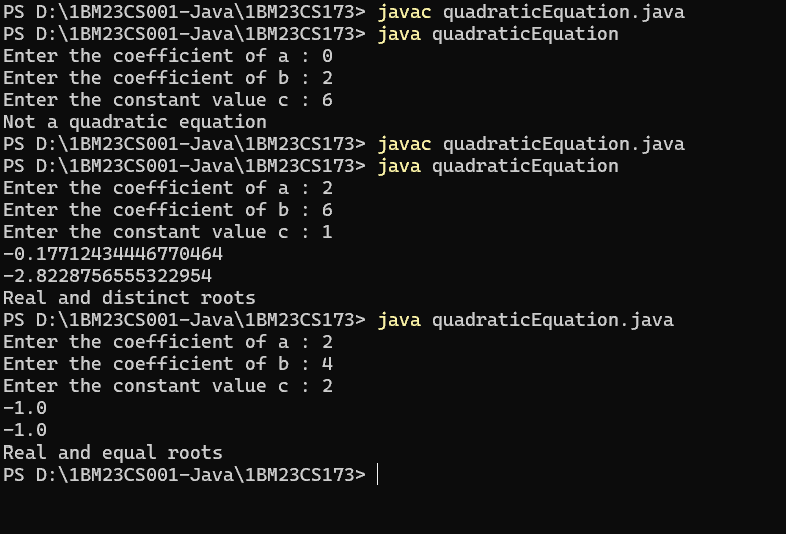 PS D:\1BM23CS001-Java\1BM23CS173> javac quadraticEquation.java
PS D:\1BM23CS001-Java\1BM23CS173> java quadraticEquation
Enter the coefficient of a : 0
Enter the coefficient of b : 2
Enter the constant value c : 6
Not a quadratic equation
PS D:\1BM23CS001-Java\1BM23CS173> javac quadraticEquation.java
PS D:\1BM23CS001-Java\1BM23CS173> java quadraticEquation
Enter the coefficient of a : 2
Enter the coefficient of b : 6
Enter the constant value c : 1
-0.17712434446770464
-2.8228756555322954
Real and distinct roots
PS D:\1BM23CS001-Java\1BM23CS173> java quadraticEquation.java
Enter the coefficient of a : 2
Enter the coefficient of b : 4
Enter the constant value c : 2
-1.0
-1.0
Real and equal roots
PS D:\1BM23CS001-Java\1BM23CS173>